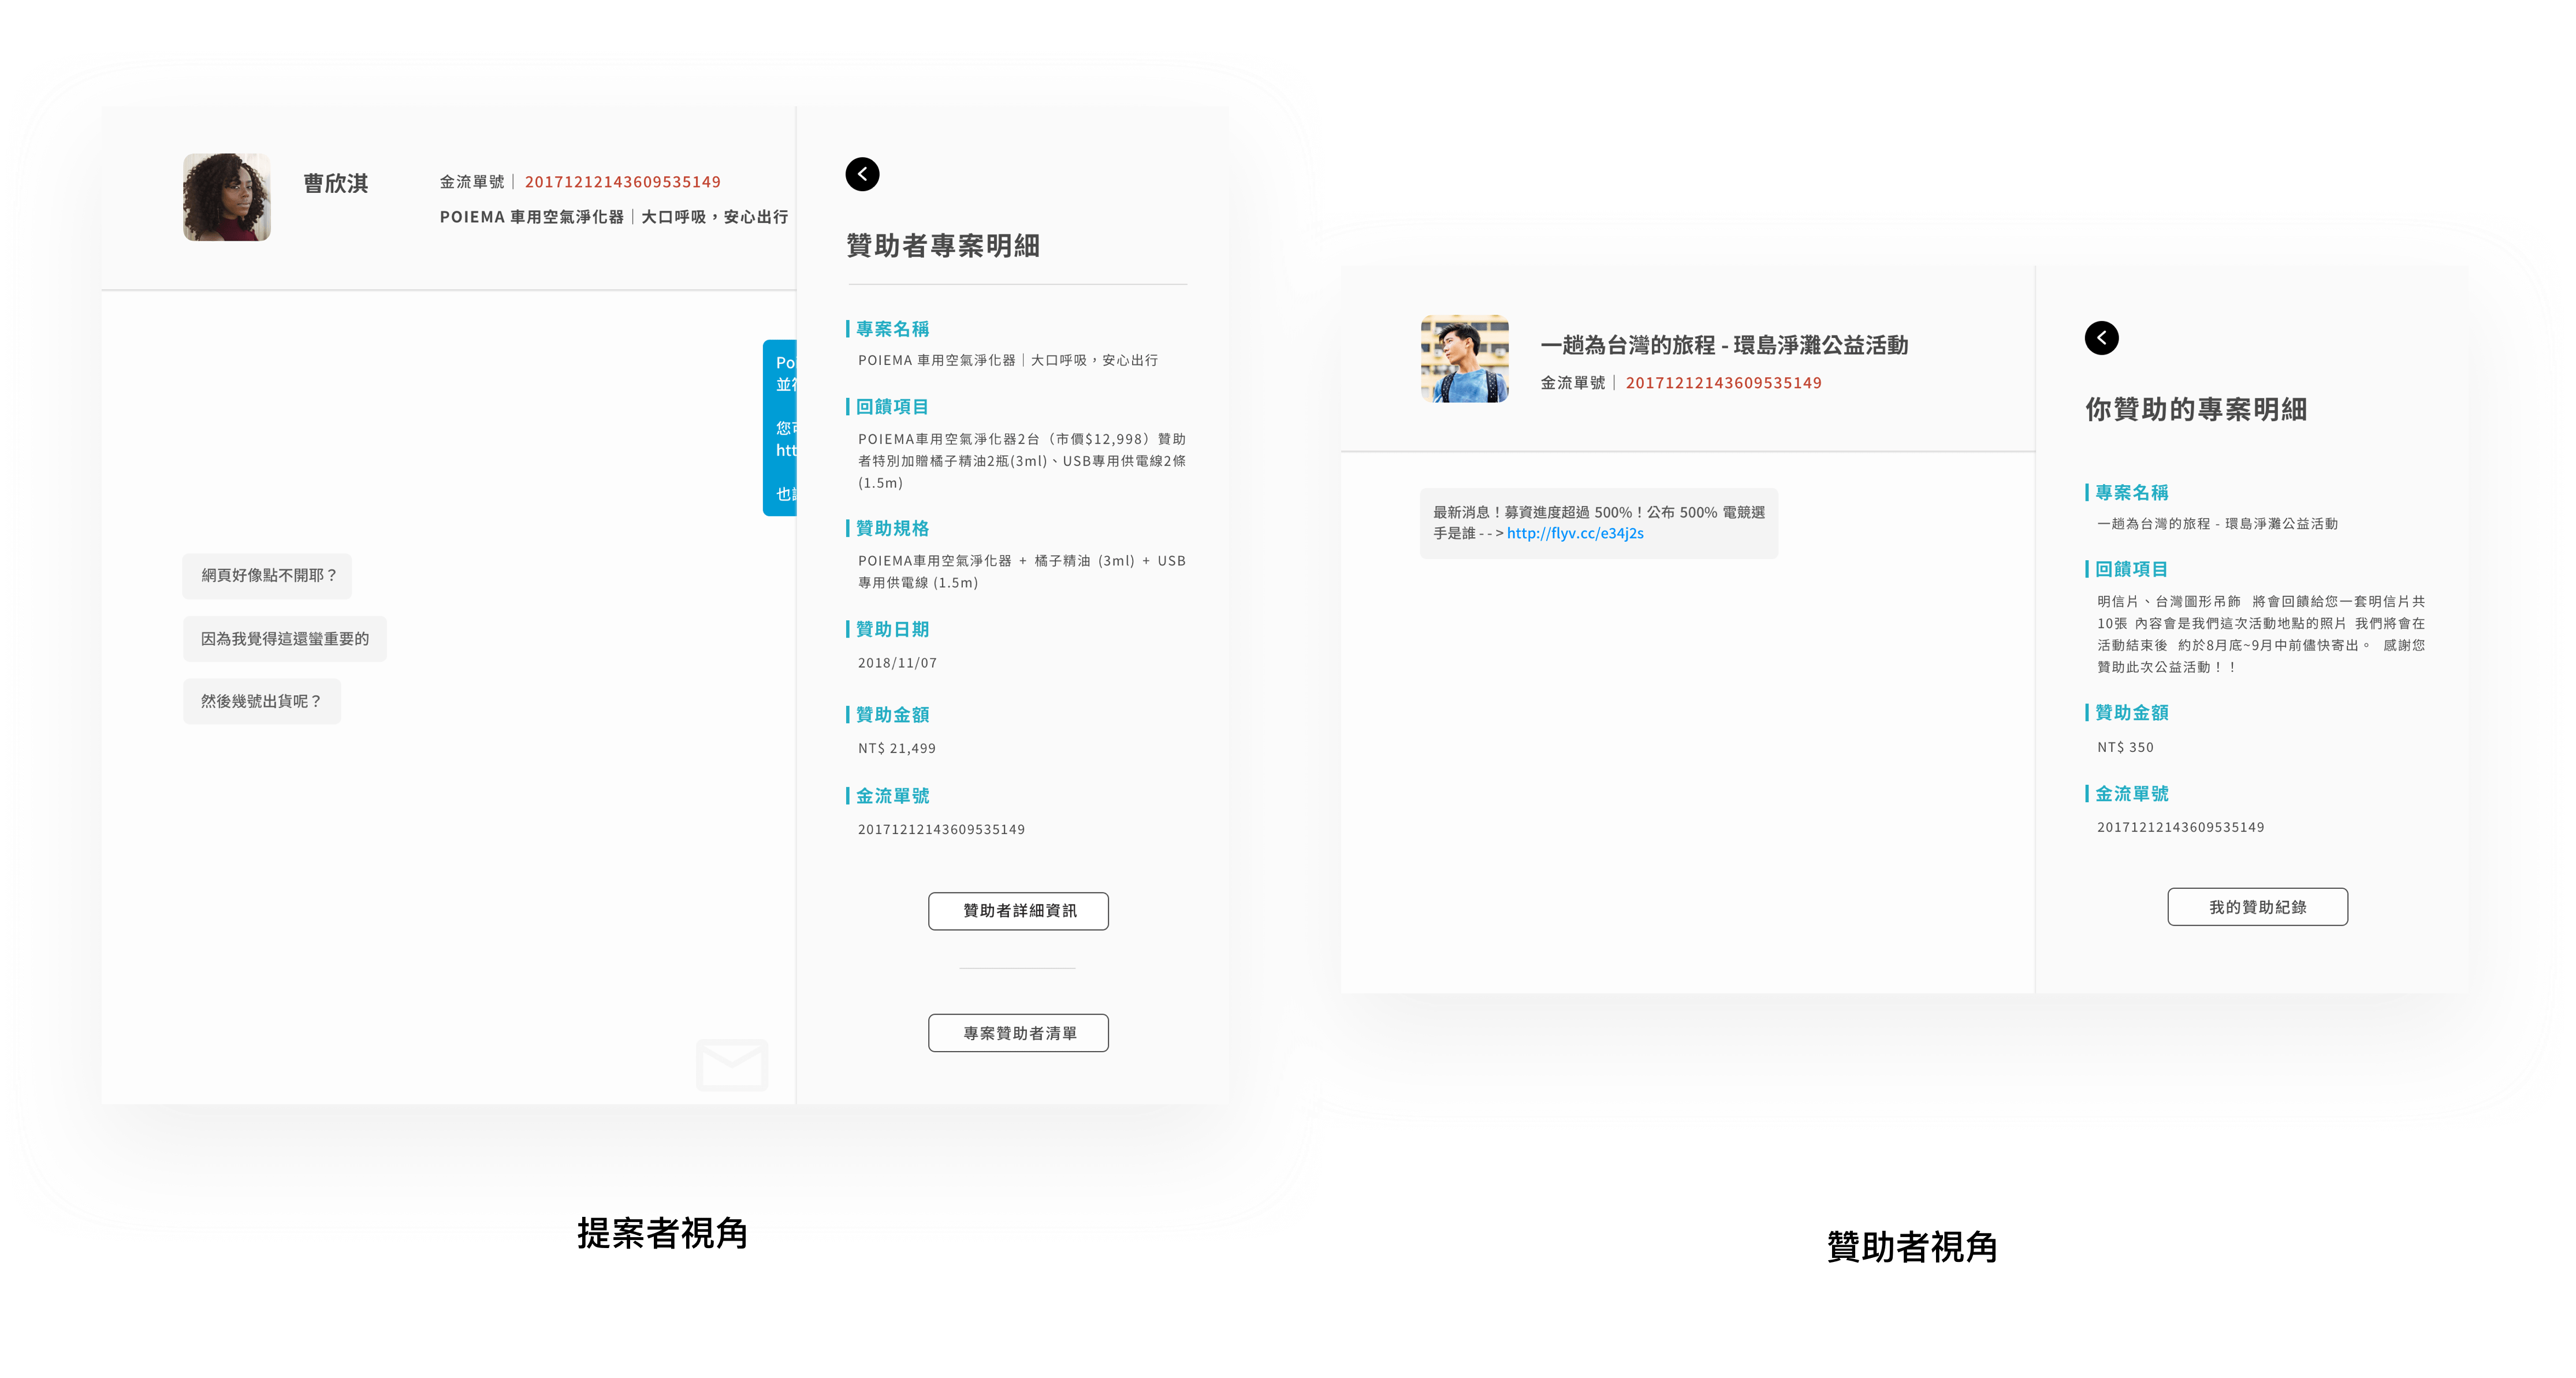 曹欣淇
金流單號｜20171212143609535149
POIEMA 車用空氣淨化器｜大口呼吸，安心出行
Po
並
您
htt
也
網頁好像點不開耶？
因為我覺得這還蠻重要的
然後幾號出貨呢？
贊助者專案明細
專案名稱
POIEMA 車用空氣淨化器｜大口呼吸，安心出行
回饋項目
POIEMA車用空氣淨化器2台（市價$12,998）贊助
者特別加贈橘子精油2瓶(3ml)、USB專用供電線2條
(1.5m)
贊助規格
POIEMA車用空氣淨化器 + 橘子精油 (3ml) + USB
專用供電線 (1.5m)
贊助日期
2018/11/07
贊助金額
NT$ 21,499
金流單號
20171212143609535149
贊助者詳細資訊
專案贊助者清單
提案者視角
一趟為台灣的旅程 - 環島淨灘公益活動
金流單號｜20171212143609535149
最新消息！募資進度超過 500%！公布 500% 電競選
手是誰 - - > http://flyv.cc/e34j2s
你贊助的專案明細
專案名稱
一趟為台灣的旅程 - 環島淨灘公益活動
回饋項目
明信片、台灣圖形吊飾 將會回饋給您一套明信片共
10張 內容會是我們這次活動地點的照片 我們將會在
活動結束後 約於8月底~9月中前儘快寄出。 感謝您
贊助此次公益活動！！
贊助金額
NT$ 350
金流單號
20171212143609535149
我的贊助紀錄
贊助者視角